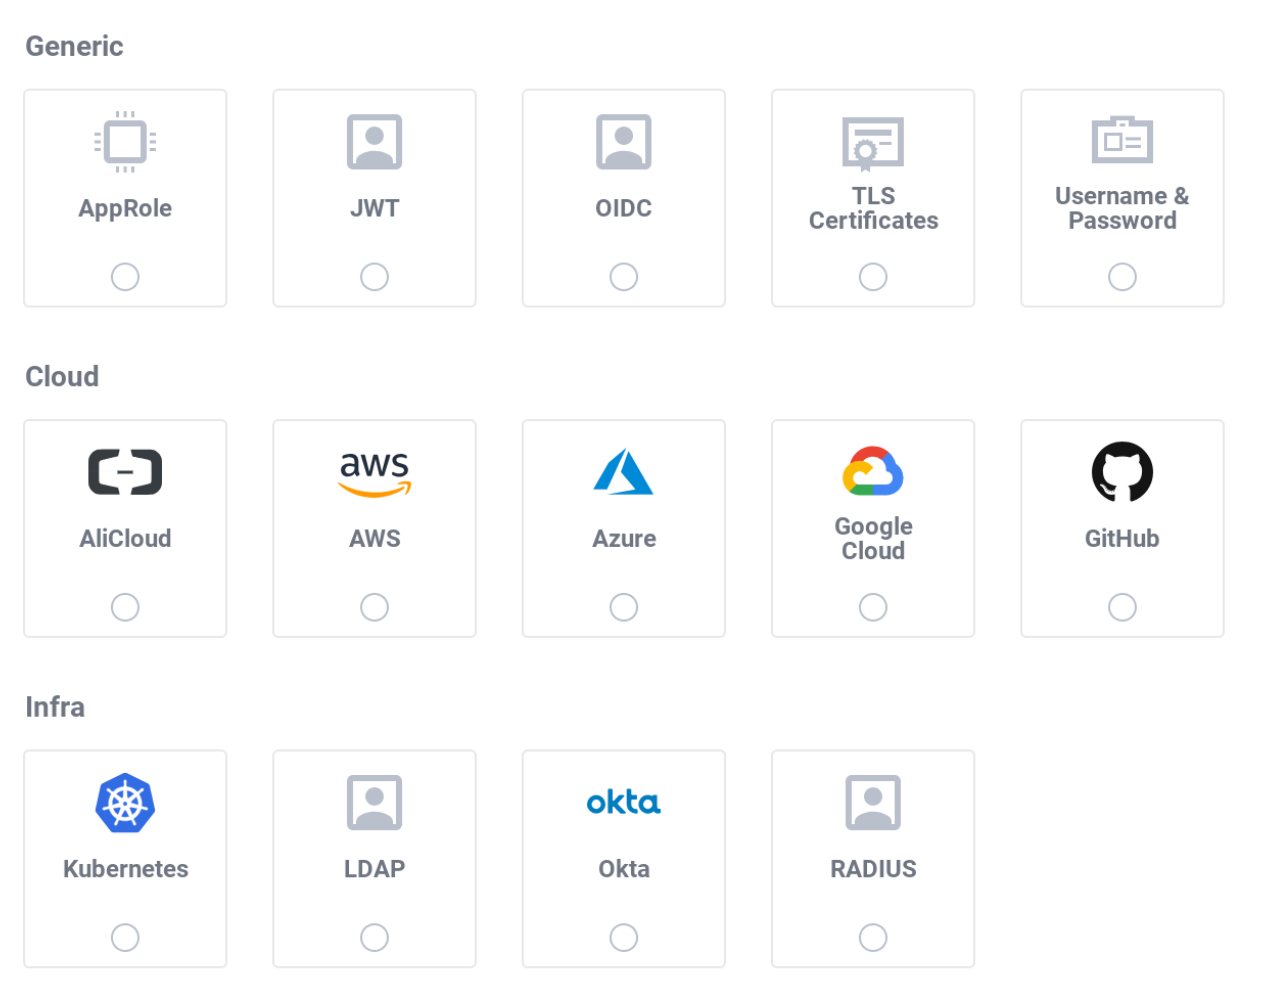 Generic
AppRole
JWT
OIDC
TLS
Certificates
Username &
Password
Cloud
aws
AliCloud
AWS
Azure
Google
Cloud
GitHub
Infra
okta
Kubernetes
LDAP
Okta
RADIUS